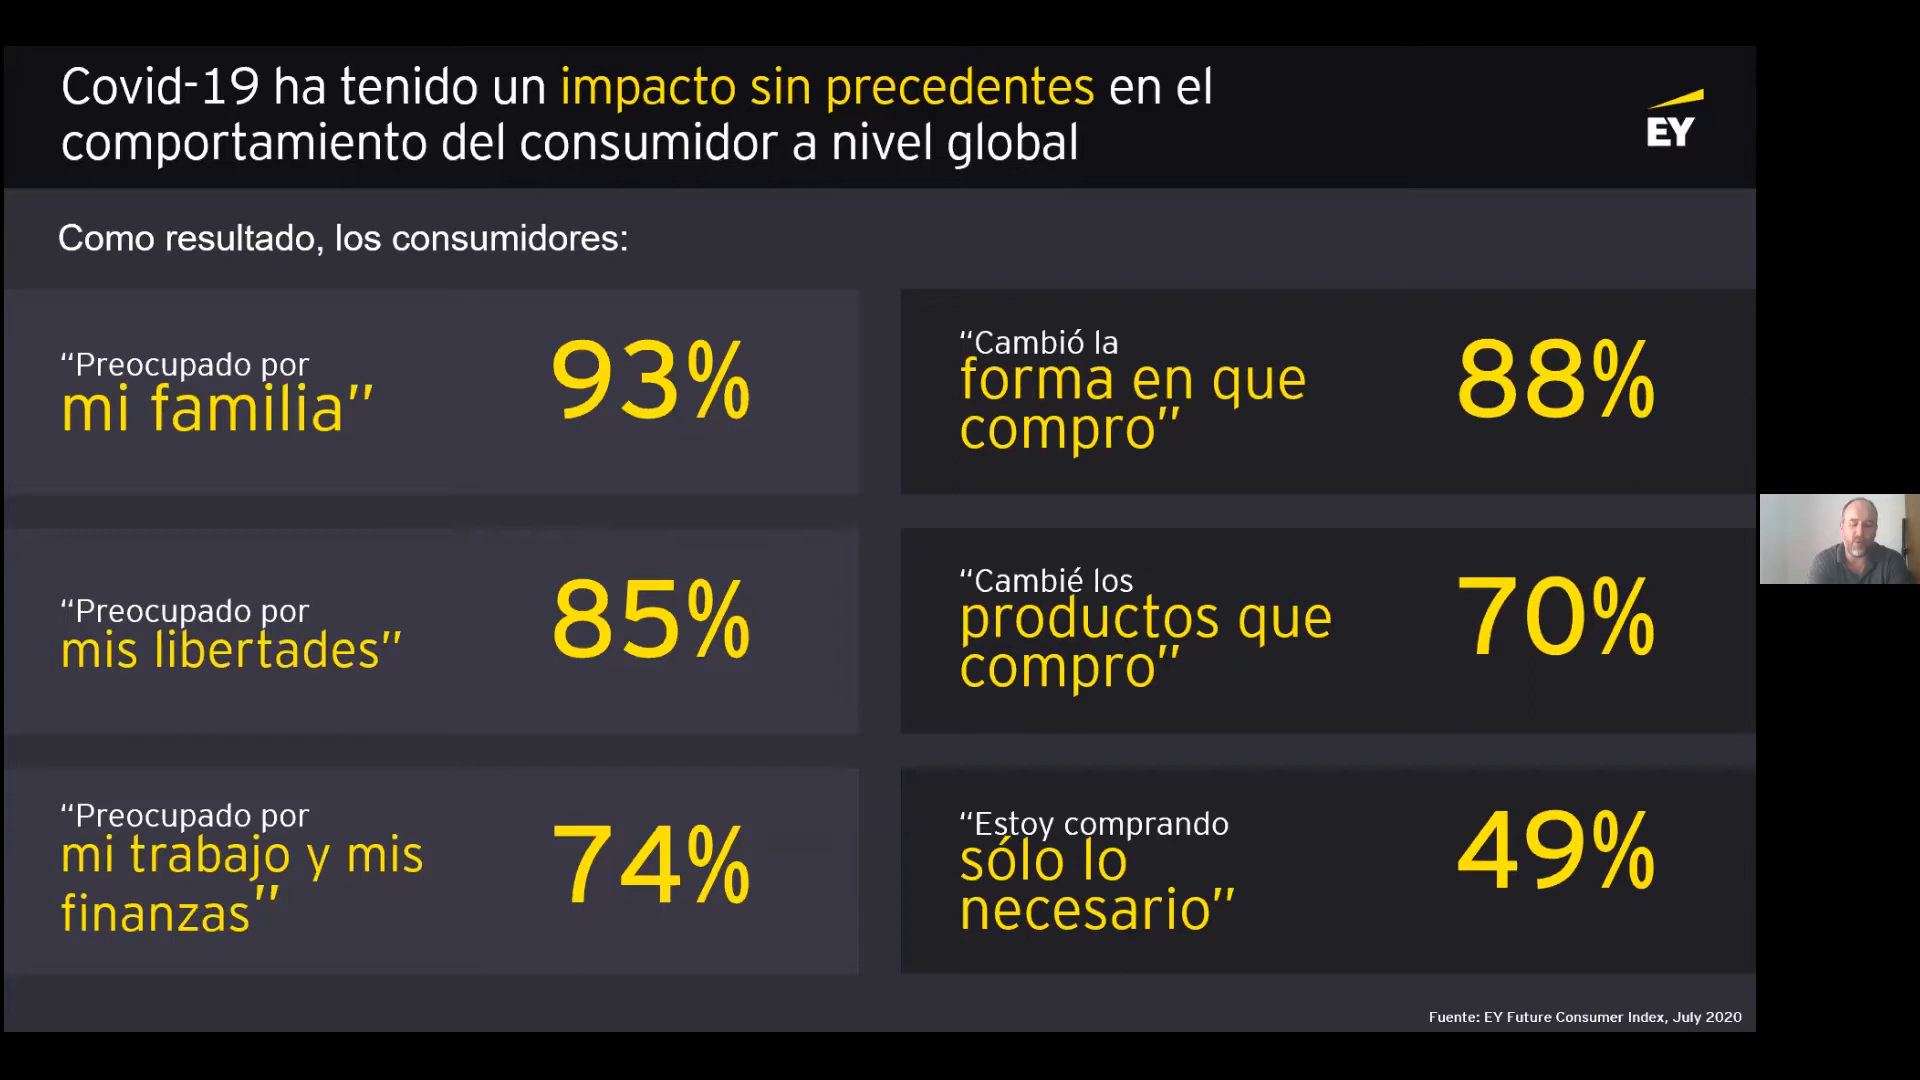 Covid-19 ha tenido un impacto sin precedentes en el
comportamiento del consumidor a nivel global
EY
Como resultado, los consumidores:
“Preocupado por
mi familia”
93%
“Cambió la
forma en que
compro”
88%
“Preocupado por
mis libertades”
85%
“Cambié los
productos que
compro”
70%
“Preocupado por
mi trabajo y mis
finanzas”
74%
“Estoy comprando
sólo lo
necesario”
49%
Fuente: EY Future Consumer Index, July 2020